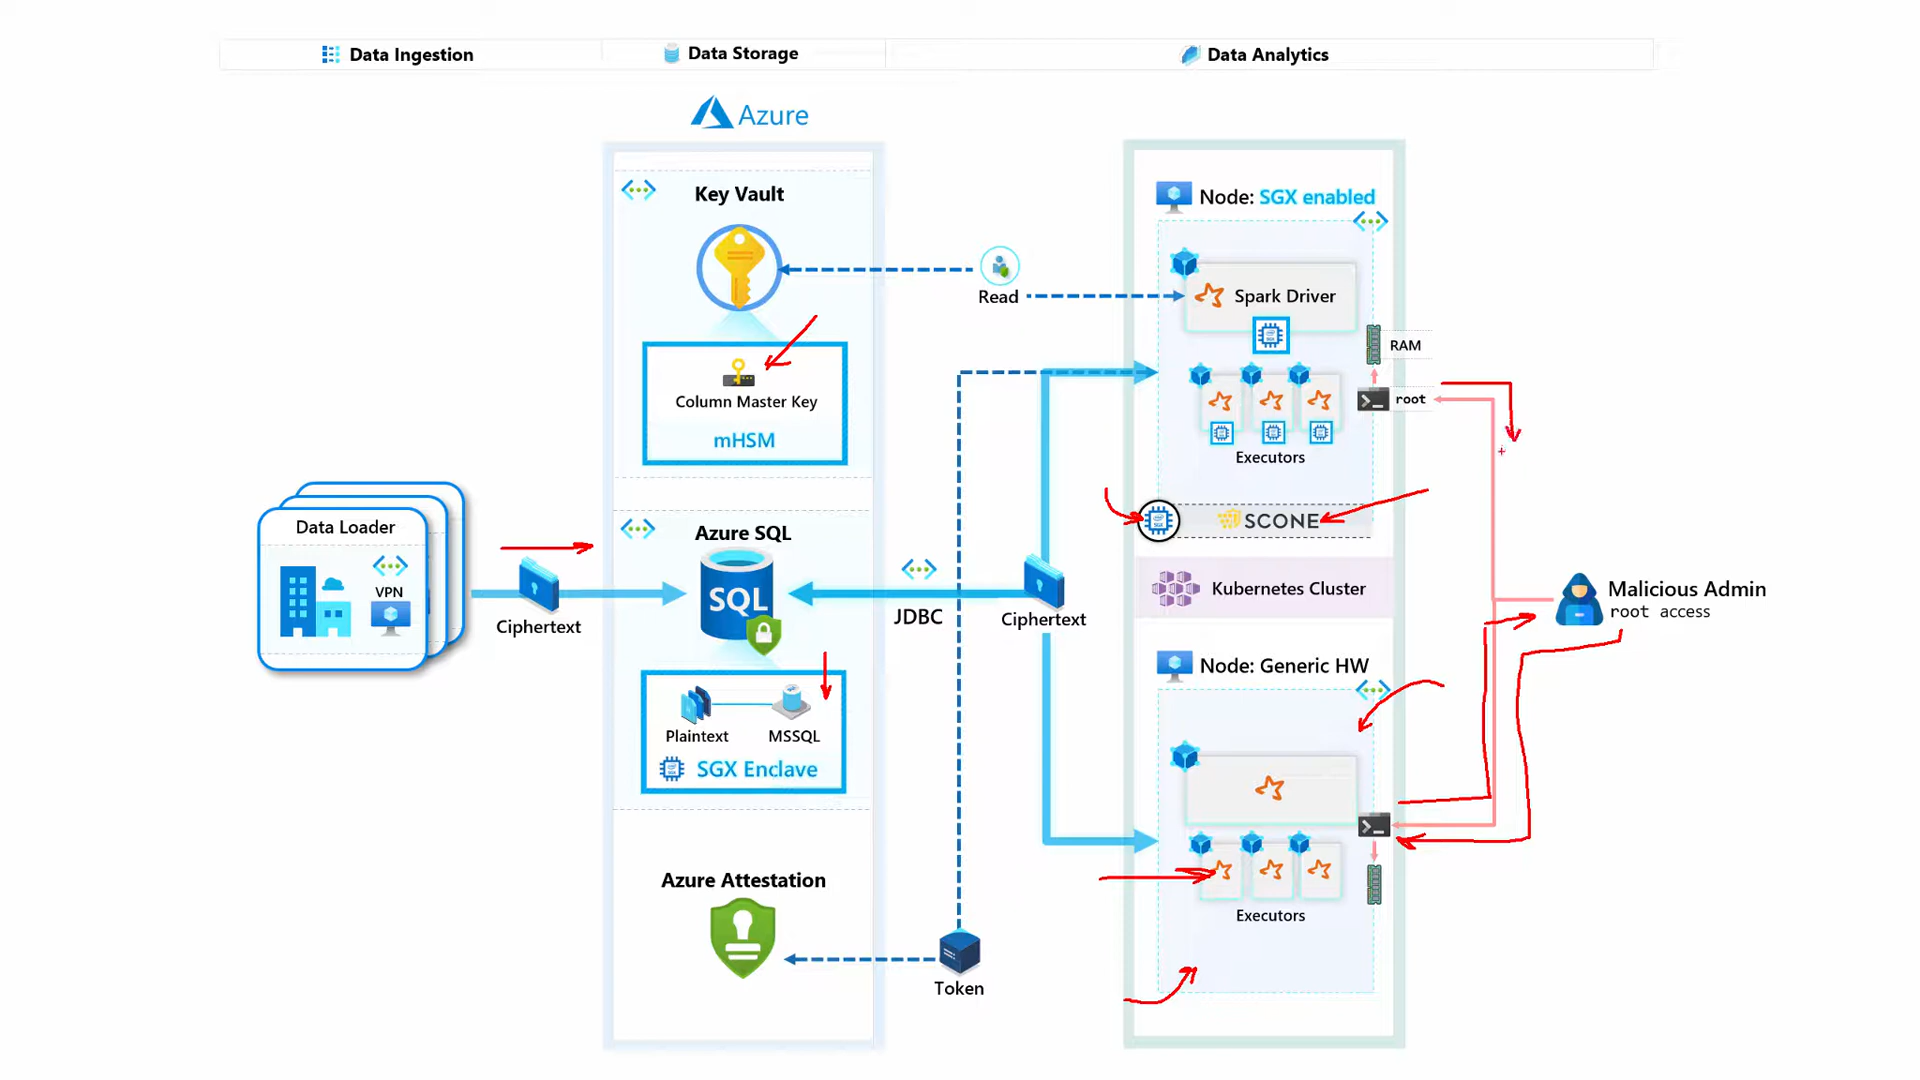 Data Ingestion
Data Storage
Data Analytics
Azure
Key Vault
Column Master Key
mHSM
Read
Node: SGX enabled
Spark Driver
RAM
root
Executors
SCONE
Kubernetes Cluster
Data Loader
VPN
Ciphertext
Azure SQL
SQL
Plaintext
MSSQL
SGX Enclave
JDBC
Ciphertext
Malicious Admin
root access
Node: Generic HW
Executors
Azure Attestation
Token